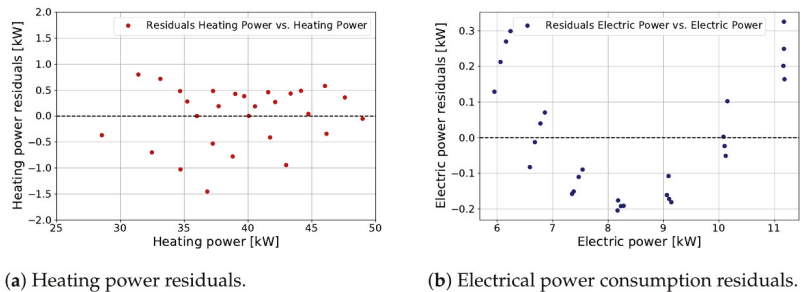 Residuals Heating Power vs. Heating Power
Heating power residuals [kW]
2.0
1.5
1.0
0.5
0.0
−0.5
−1.0
−1.5
−2.0
25 30 35 40 45 50
Heating power [kW]
(a) Heating power residuals.
Residuals Electric Power vs. Electric Power
Electric power residuals [kW]
0.3
0.2
0.1
0.0
−0.1
−0.2
6 7 8 9 10 11
Electric power [kW]
(b) Electrical power consumption residuals.